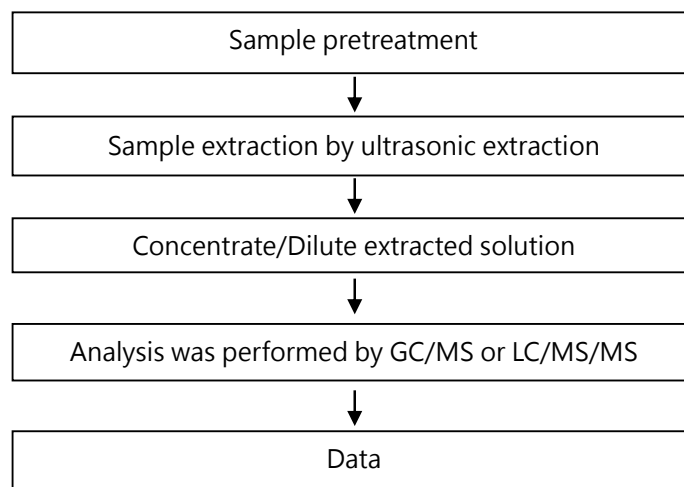 Sample pretreatment
Sample extraction by ultrasonic extraction
Concentrate/Dilute extracted solution
Analysis was performed by GC/MS or LC/MS/MS
Data